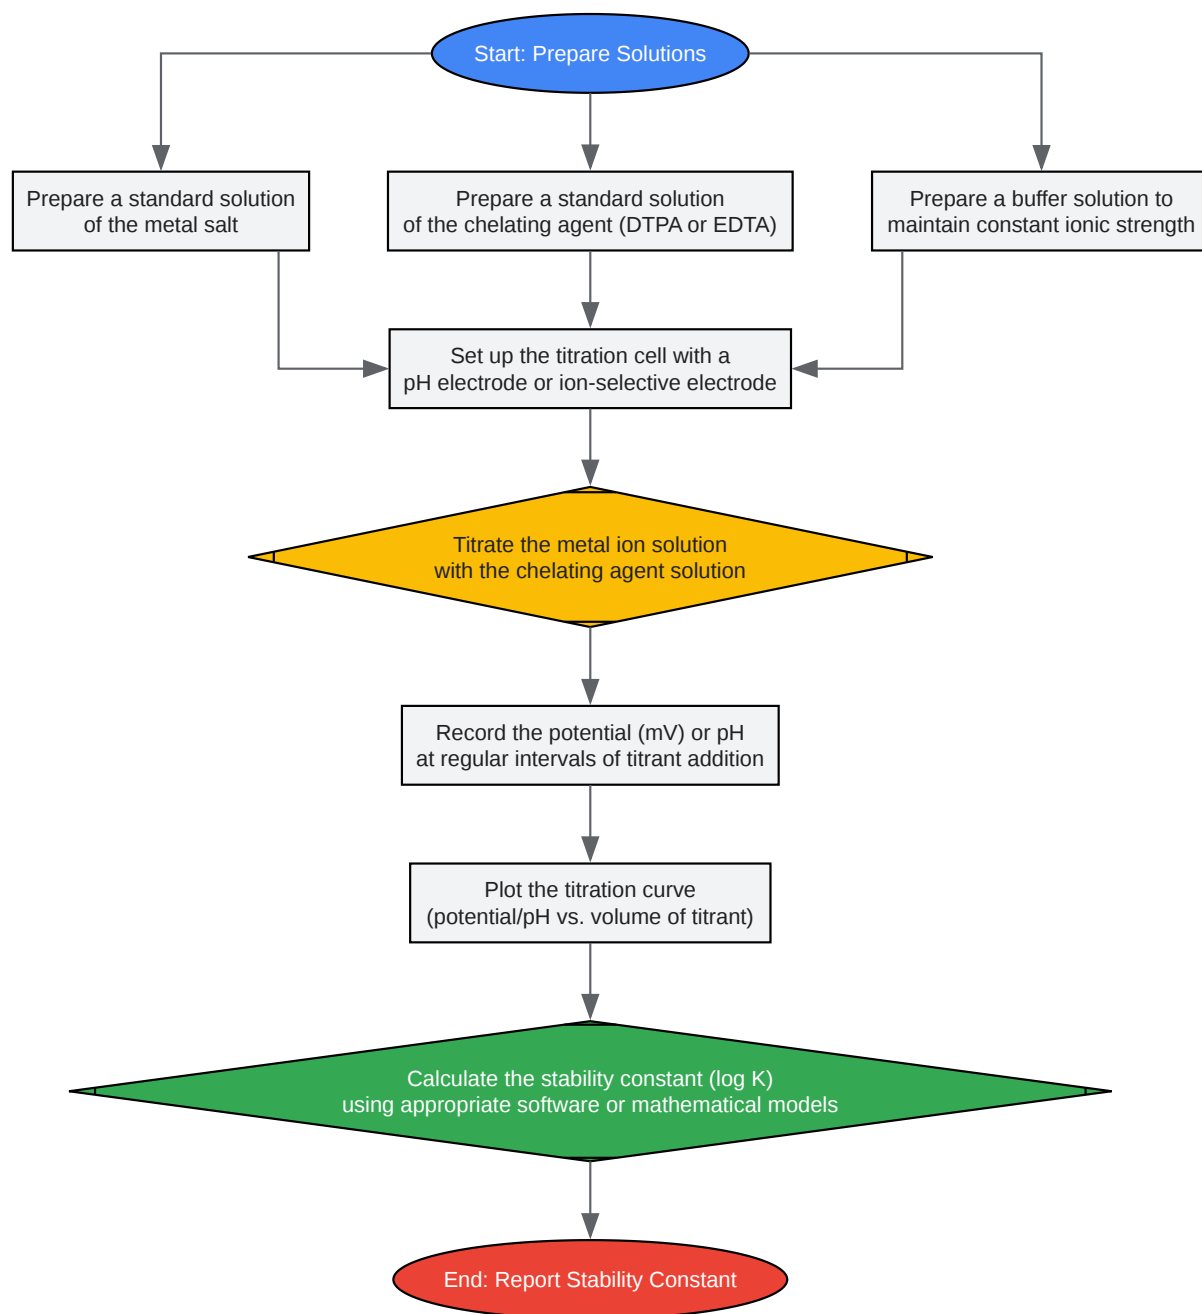 Start: Prepare Solutions
Prepare a standard solution
of the metal salt
Prepare a standard solution
of the chelating agent (DTPA or EDTA)
Prepare a buffer solution to
maintain constant ionic strength
Set up the titration cell with a
pH electrode or ion-selective electrode
Titrate the metal ion solution
with the chelating agent solution
Record the potential (mV) or pH
at regular intervals of titrant addition
Plot the titration curve
(potential/pH vs. volume of titrant)
Calculate the stability constant (log K)
using appropriate software or mathematical models
End: Report Stability Constant